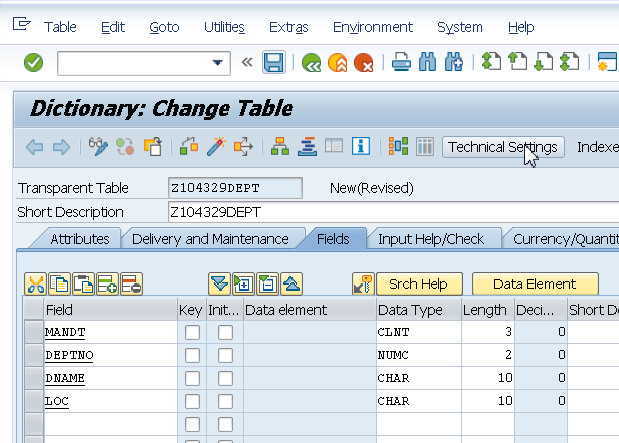 Table Edit Goto Utilities Extras Environment System Help
Dictionary: Change Table
Technical Settings Indexe
Transparent Table Z104329DEPT New(Revised)
Short Description Z104329DEPT
Attributes Delivery and Maintenance Fields Input Help/Check Currency/Quantit
Srch Help Data Element
Field Key Init... Data element Data Type Length Deci... Short De
MANDT CLNT 3 0
DEPTNO NUMC 2 0
DNAME CHAR 10 0
LOC CHAR 10 0